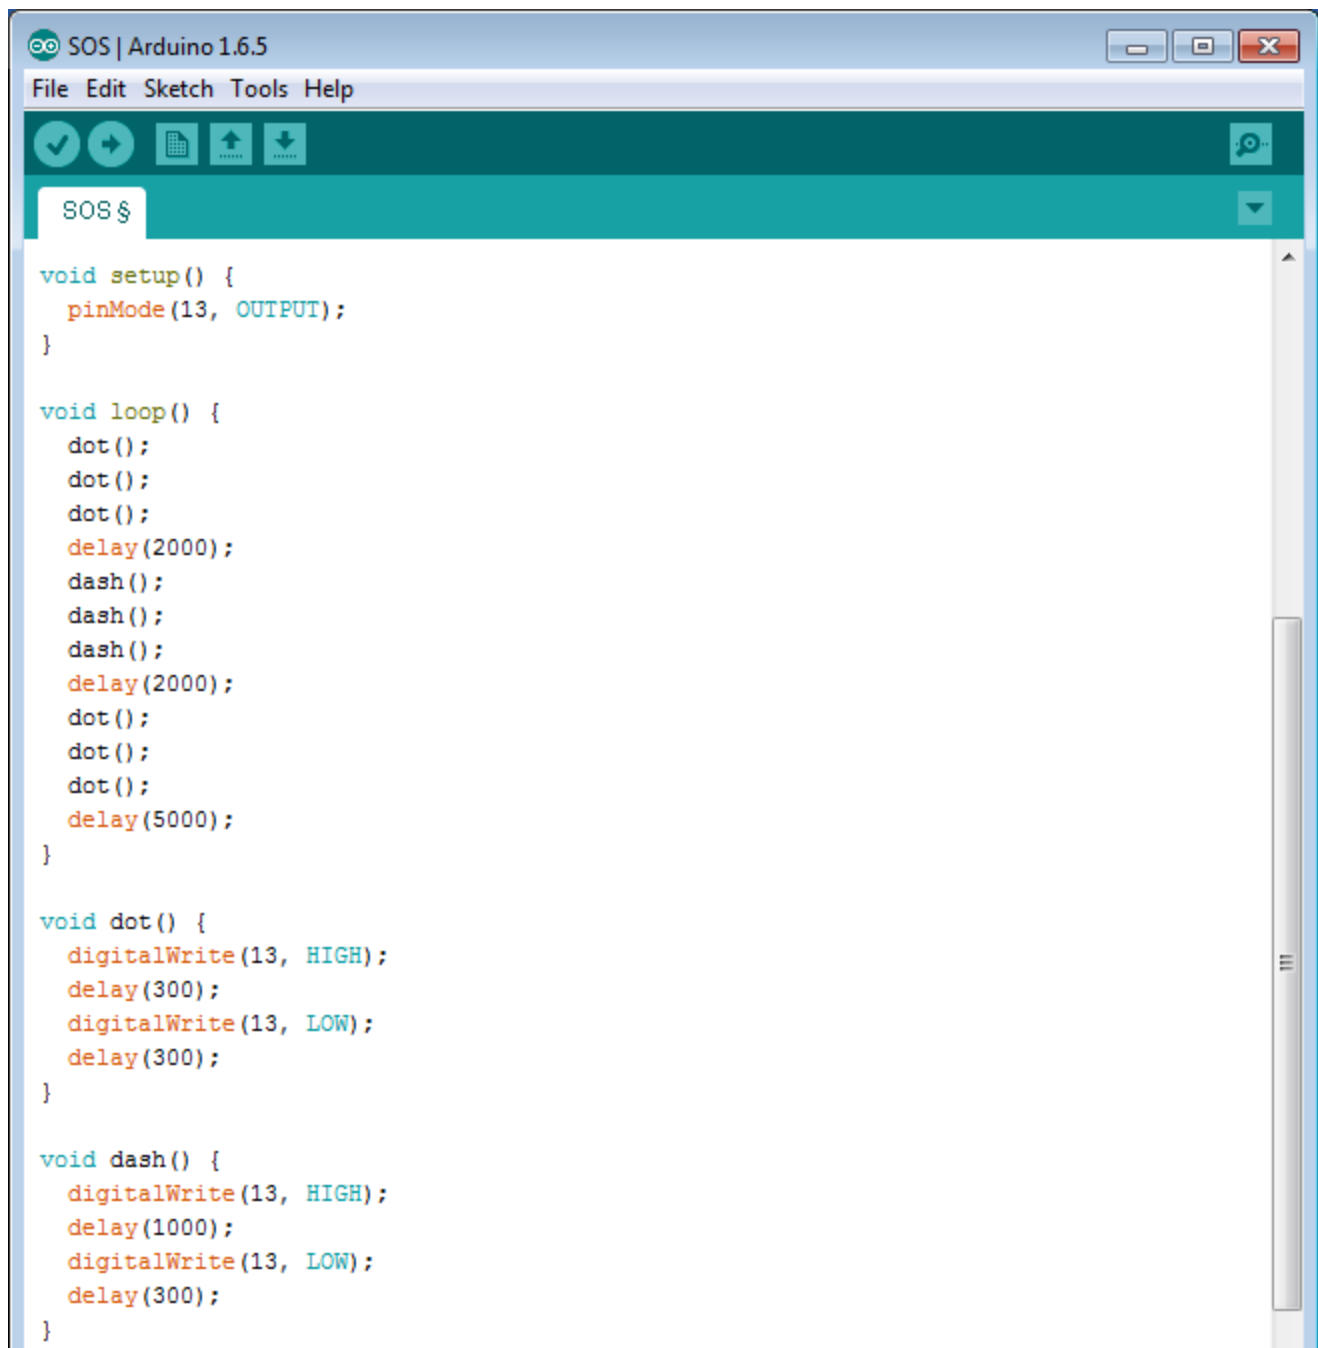 SOS | Arduino 1.6.5
File Edit Sketch Tools Help
SOS §
void setup() {
  pinMode(13, OUTPUT);
}

void loop() {
  dot();
  dot();
  dot();
  delay(2000);
  dash();
  dash();
  dash();
  delay(2000);
  dot();
  dot();
  dot();
  delay(5000);
}

void dot() {
  digitalWrite(13, HIGH);
  delay(300);
  digitalWrite(13, LOW);
  delay(300);
}

void dash() {
  digitalWrite(13, HIGH);
  delay(1000);
  digitalWrite(13, LOW);
  delay(300);
}